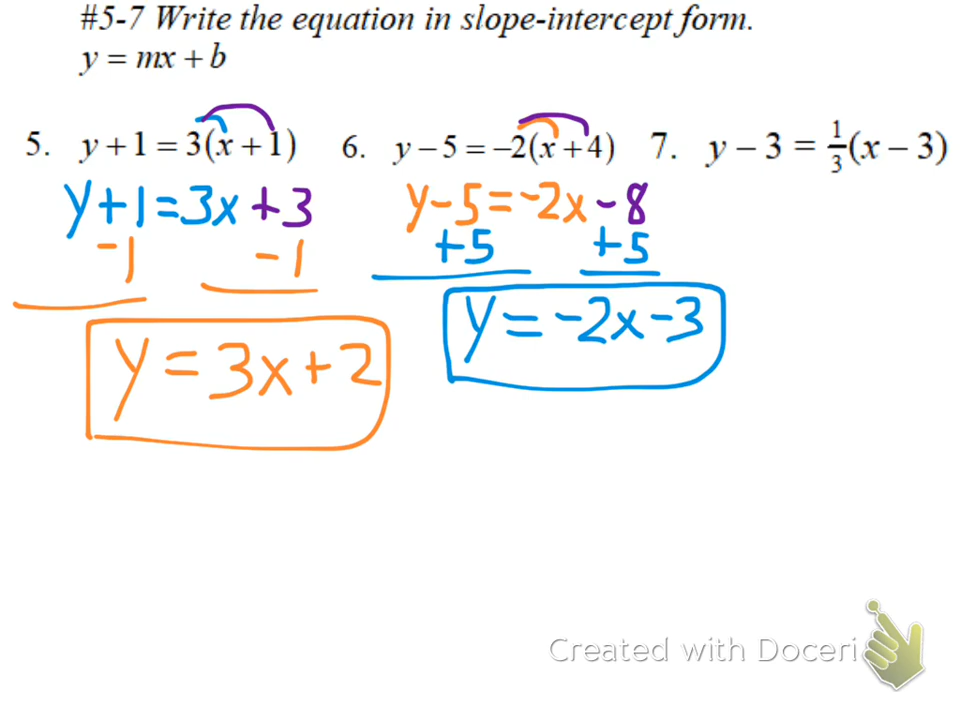 #5-7 Write the equation in slope-intercept form.
y = mx + b
5. y + 1 = 3(x + 1) 6. y – 5 = –2(x + 4) 7. y – 3 = 1/3(x – 3)
y+1=3x+3 y-5=-2x-8
-1 -1 +5 +5
y=3x+2 y=-2x-3
Created with Doceri